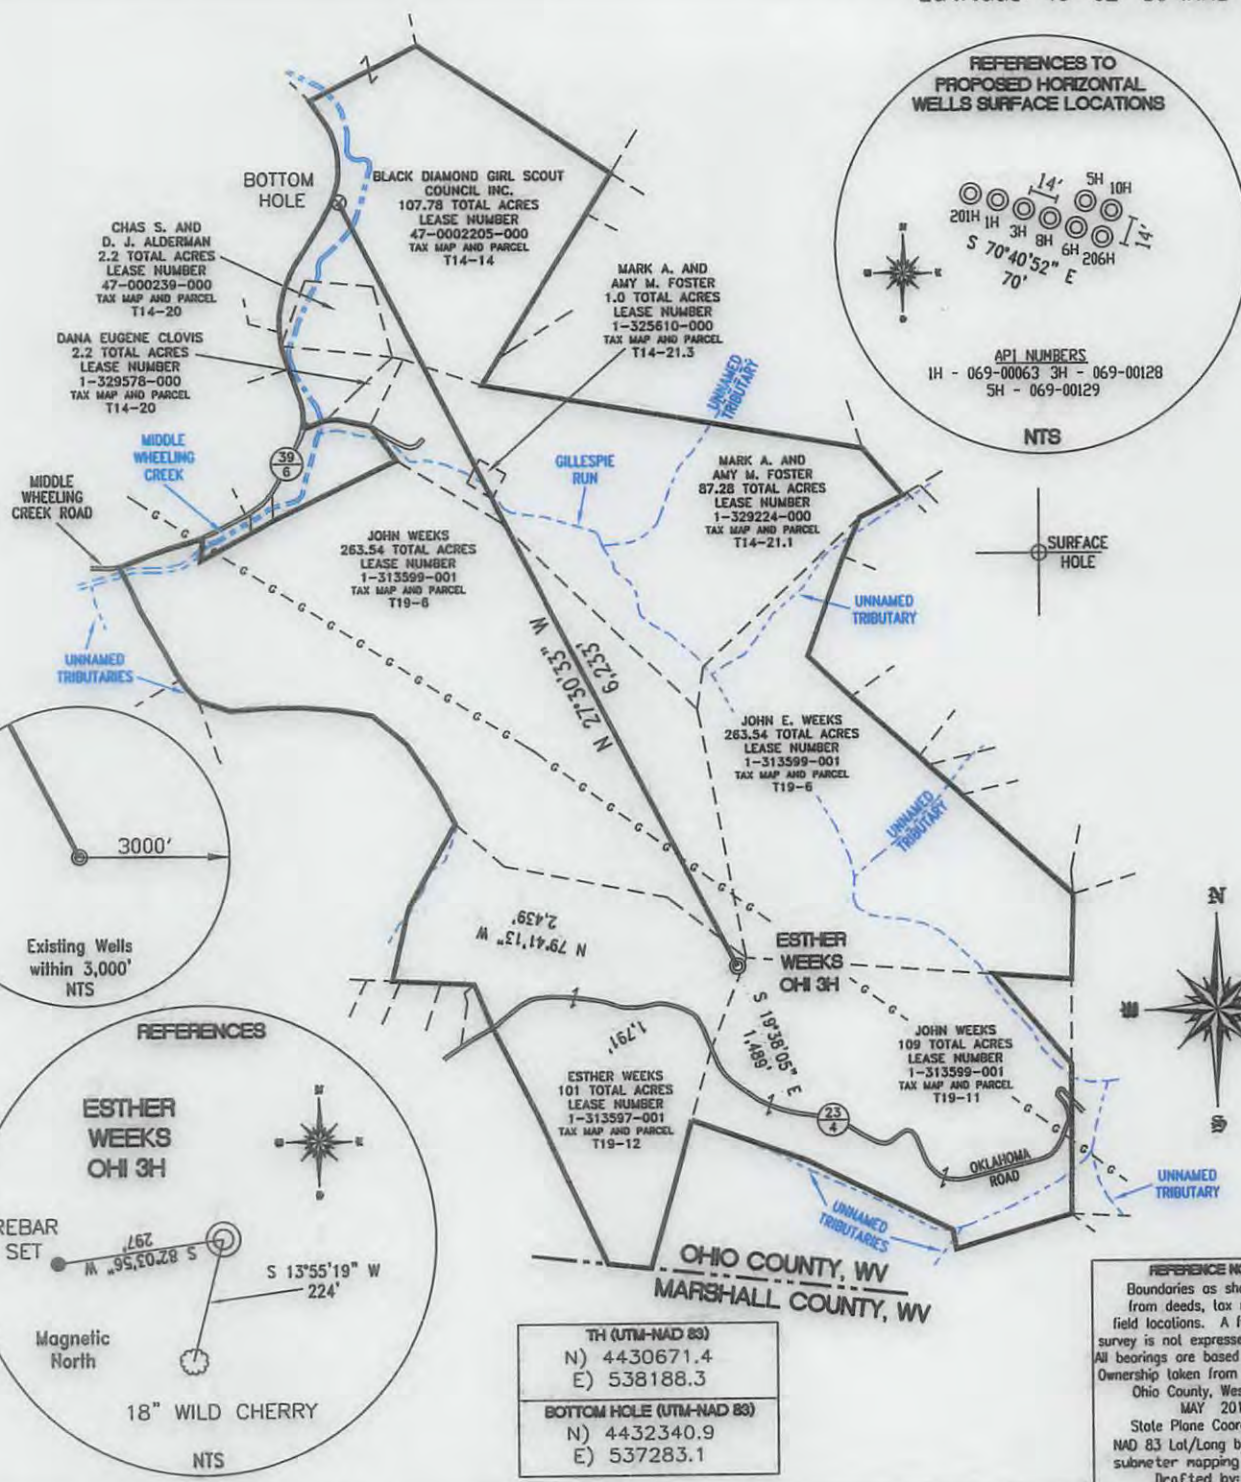 REFERENCES TO
PROPOSED HORIZONTAL
WELLS SURFACE LOCATIONS
14'
5H
10H
201H
1H
3H
8H
6H
206H
14'
S 70°40'52" E
70'
API NUMBERS
1H - 069-00063 3H - 069-00128
5H - 069-00129
NTS
BOTTOM
HOLE
BLACK DIAMOND GIRL SCOUT
COUNCIL INC.
107.78 TOTAL ACRES
LEASE NUMBER
47-0002205-000
TAX MAP AND PARCEL
T14-14
CHAS S. AND
D. J. ALDERMAN
2.2 TOTAL ACRES
LEASE NUMBER
47-000239-000
TAX MAP AND PARCEL
T14-20
MARK A. AND
AMY M. FOSTER
1.0 TOTAL ACRES
LEASE NUMBER
1-325610-000
TAX MAP AND PARCEL
T14-21.3
DANA EUGENE CLOVIS
2.2 TOTAL ACRES
LEASE NUMBER
1-329578-000
TAX MAP AND PARCEL
T14-20
UNNAMED
TRIBUTARY
MIDDLE
WHEELING
CREEK
39
6
GILLESPIE
RUN
MARK A. AND
AMY M. FOSTER
87.28 TOTAL ACRES
LEASE NUMBER
1-329224-000
TAX MAP AND PARCEL
T14-21.1
MIDDLE
WHEELING
CREEK ROAD
G
G
JOHN WEEKS
263.54 TOTAL ACRES
LEASE NUMBER
1-313599-001
TAX MAP AND PARCEL
T19-6
SURFACE
HOLE
UNNAMED
TRIBUTARY
UNNAMED
TRIBUTARIES
N 27°30'33" W
6,233'
JOHN E. WEEKS
263.54 TOTAL ACRES
LEASE NUMBER
1-313599-001
TAX MAP AND PARCEL
T19-6
UNNAMED
TRIBUTARY
3000'
Existing Wells
within 3,000'
NTS
N 79°41'13" W
2,439'
ESTHER
WEEKS
OHI 3H
N
S 19°38'05" E
1,489'
1,791'
JOHN WEEKS
109 TOTAL ACRES
LEASE NUMBER
1-313599-001
TAX MAP AND PARCEL
T19-11
ESTHER WEEKS
101 TOTAL ACRES
LEASE NUMBER
1-313597-001
TAX MAP AND PARCEL
T19-12
23
4
OKLAHOMA
ROAD
UNNAMED
TRIBUTARY
UNNAMED
TRIBUTARIES
REFERENCES
ESTHER
WEEKS
OHI 3H
REBAR
SET
S 82°03'56" W
297'
S 13°55'19" W
224'
Magnetic
North
18" WILD CHERRY
NTS
OHIO COUNTY, WV
MARSHALL COUNTY, WV
TH (UTM-NAD 83)
N) 4430671.4
E) 538188.3
BOTTOM HOLE (UTM-NAD 83)
N) 4432340.9
E) 537283.1
REFERENCE
Boundaries as
from deeds, tax
field locations. A
survey is not
All bearings are based
Ownership taken from
Ohio County,
MAY
State Plane
NAD 83 Lat/Long
submeter mapping
Drafted